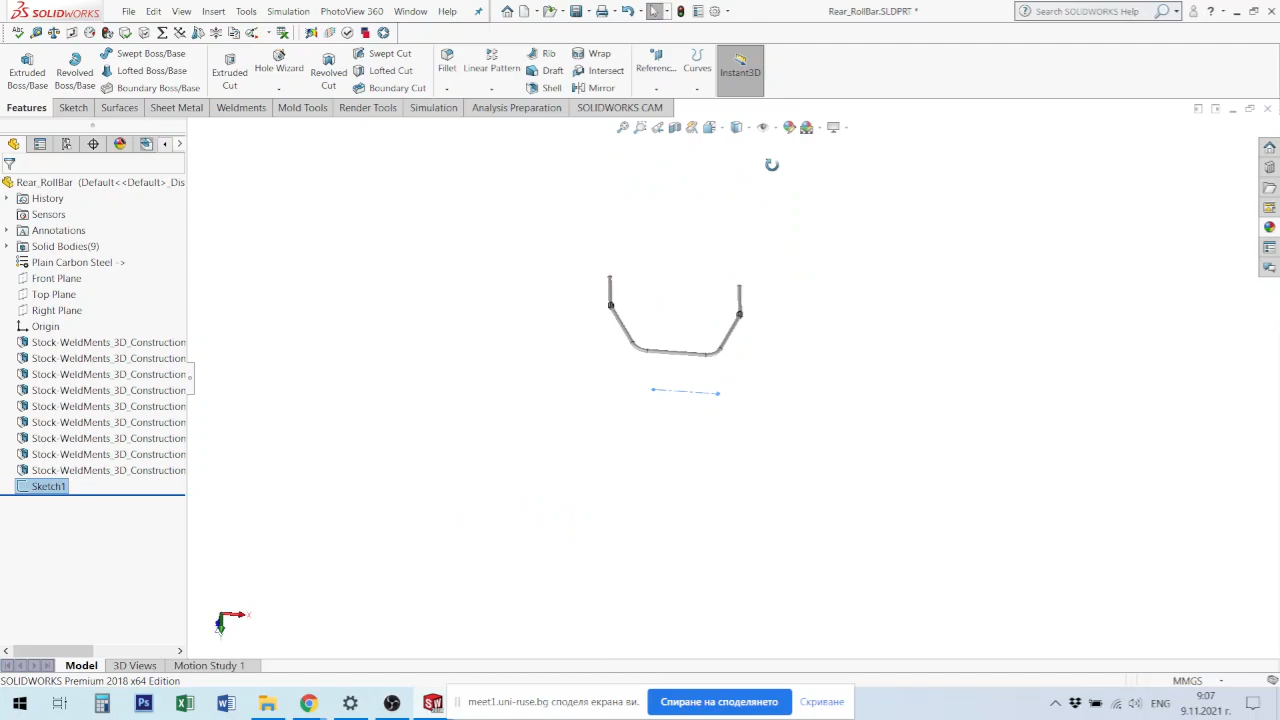 SOLIDWORKS File Edit View Insert Tools Simulation PhotoView 360 Window Help Rear_RollBar.SLDPRT * Search SOLIDWORKS Help
Extruded Boss/Base
Revolved Boss/Base
Swept Boss/Base
Lofted Boss/Base
Boundary Boss/Base
Extruded Cut
Hole Wizard
Revolved Cut
Swept Cut
Lofted Cut
Boundary Cut
Fillet
Linear Pattern
Rib
Draft
Shell
Wrap
Intersect
Mirror
Referenc...
Curves
Instant3D
Features Sketch Surfaces Sheet Metal Weldments Mold Tools Render Tools Simulation Analysis Preparation SOLIDWORKS CAM
Rear_RollBar (Default<<Default>_Dis
History
Sensors
Annotations
Solid Bodies(9)
Plain Carbon Steel ->
Front Plane
Top Plane
Right Plane
Origin
Stock-WeldMents_3D_Construction
Stock-WeldMents_3D_Construction
Stock-WeldMents_3D_Construction
Stock-WeldMents_3D_Construction
Stock-WeldMents_3D_Construction
Stock-WeldMents_3D_Construction
Stock-WeldMents_3D_Construction
Stock-WeldMents_3D_Construction
Stock-WeldMents_3D_Construction
Sketch1
X
Model 3D Views Motion Study 1
SOLIDWORKS Premium 2018 x64 Edition MMGS
meet1.uni-ruse.bg споделя екрана ви. Спиране на споделянето Скриване
ENG
9:07
9.11.2021 г.